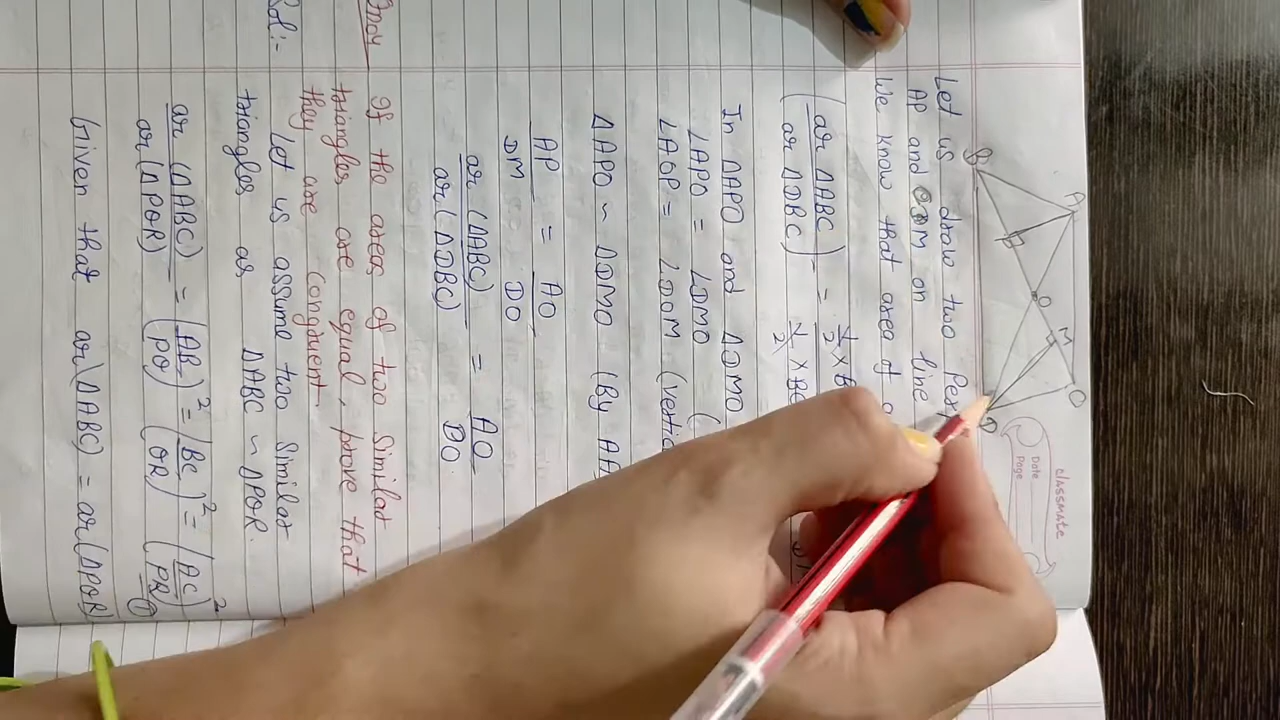 classmate
Date
Page
A
B
P
O
M
C
D
Let us draw two
AP and DM on line
We know that area of
ar ΔABC / ar ΔDBC = 1/2 × / 1/2 ×
In ΔAPO and ΔDMO
∠APO = ∠DMO (
∠AOP = ∠DOM (
ΔAPO ~ ΔDMO (By
AP/DM = AO/DO
ar (ΔABC)/ar(ΔDBC) = AO/DO
If the areas of two similar
triangles are equal, prove that
they are congruent.
Sol:- Let us assume two similar
triangles as ΔABC ~ ΔPQR.
ar (ΔABC)/ar(ΔPQR) = (AB/PQ)² = (BC/QR)² = (AC/PR)² ①
Given that ar(ΔABC) = ar(ΔPQR)